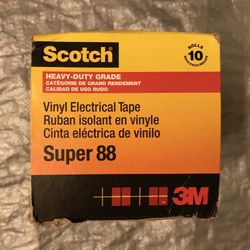 Scotch
ROLLS
10
HEAVY-DUTY GRADE
CATÉGORIE DE GRAND RENDEMENT
CALIDAD DE USO RUDO
Vinyl Electrical Tape
Ruban isolant en vinyle
Cinta eléctrica de vinilo
Super 88
3M